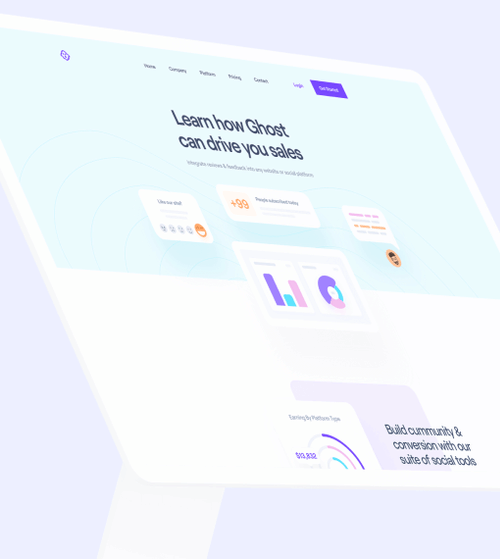 Home Company Platform Pricing Contact Login Get Started
Learn how Ghost
can drive you sales
Integrate reviews & feedback into any website or social platform.
Like our site?
+99 People subscribed today
Earning By Platform Type
$13,832
Build cummunity &
conversion with our
suite of social tools